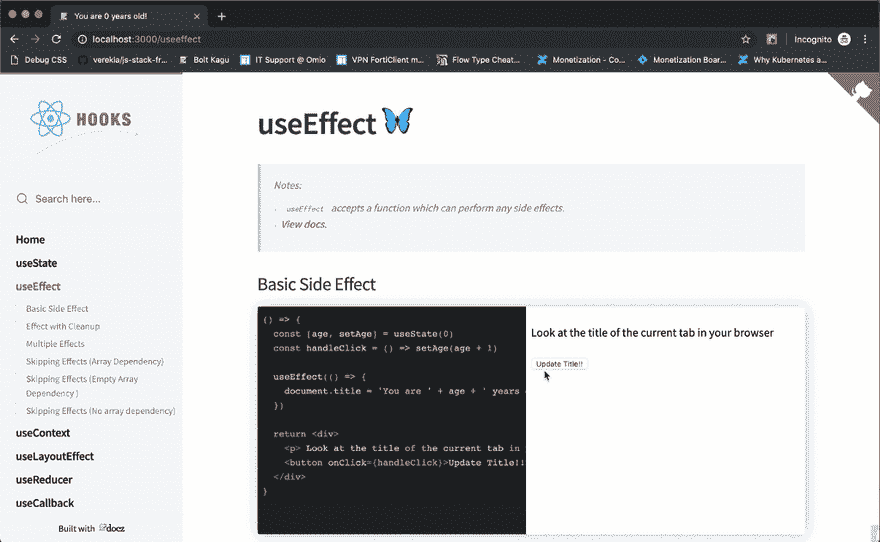 You are 0 years old!
localhost:3000/useeffect
Incognito
Debug CSS
verekia/js-stack-fr...
Bolt Kagu
IT Support @ Omio
VPN FortiClient m...
Flow Type Cheat...
Monetization - Co...
Monetization Boar...
Why Kubernetes a...
HOOKS
Search here...
Home
useState
useEffect
Basic Side Effect
Effect with Cleanup
Multiple Effects
Skipping Effects (Array Dependency)
Skipping Effects (Empty Array
Dependency )
Skipping Effects (No array dependency)
useContext
useLayoutEffect
useReducer
useCallback
Built with docz
useEffect
Notes:
useEffect accepts a function which can perform any side effects.
View docs.
Basic Side Effect
() => {
const [age, setAge] = useState(0)
const handleClick = () => setAge(age + 1)
useEffect(() => {
document.title = 'You are ' + age + ' years
})
return <div>
<p> Look at the title of the current tab in
<button onClick={handleClick}>Update Title!!
</div>
}
Look at the title of the current tab in your browser
Update Title!!